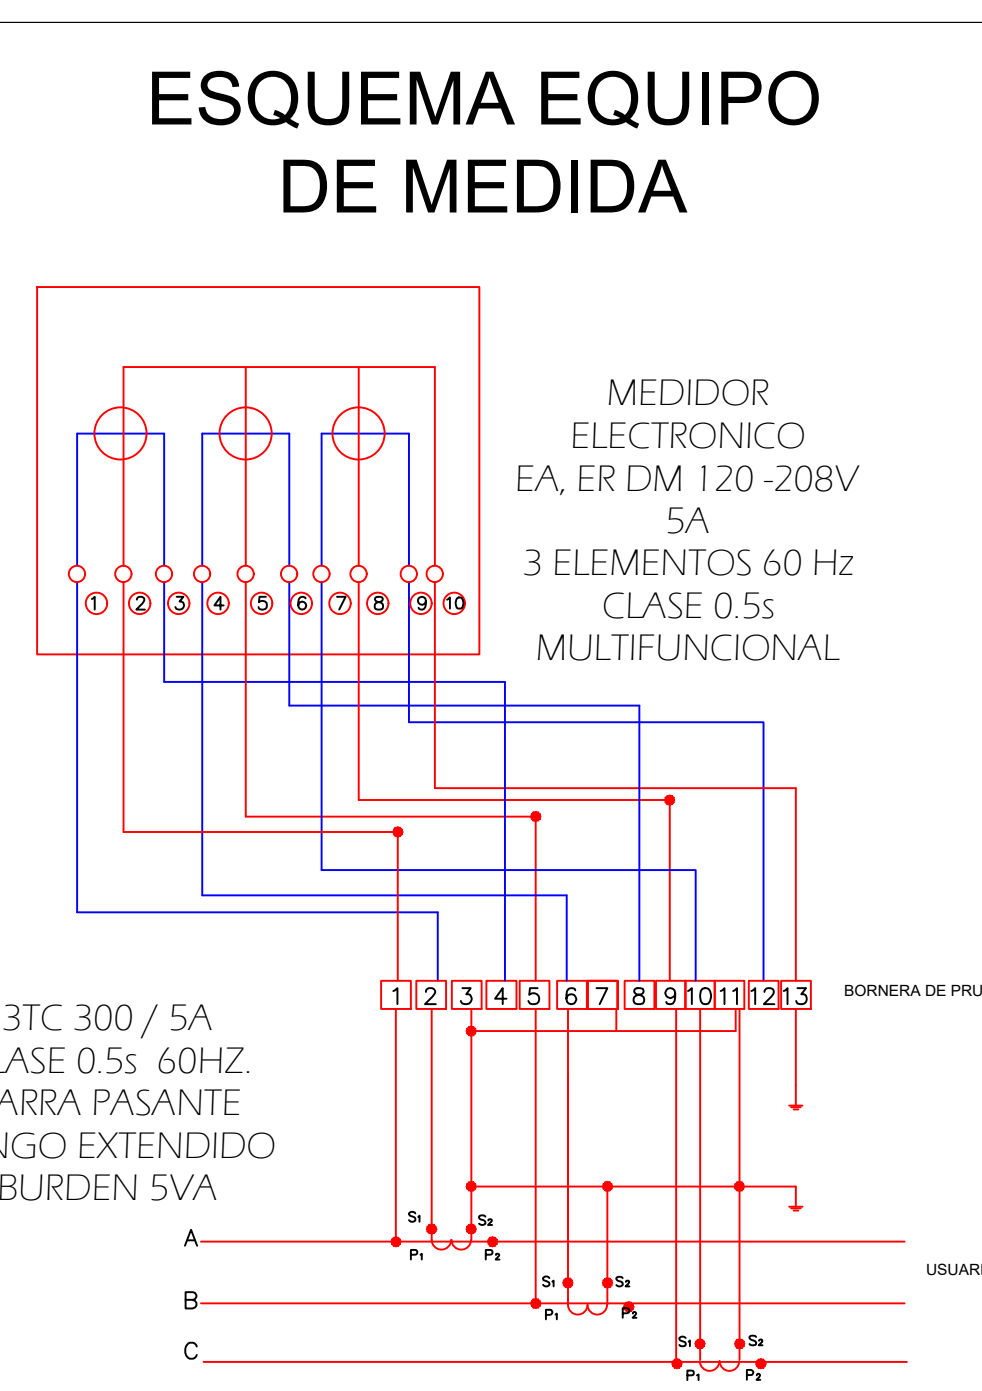 ESQUEMA EQUIPO
DE MEDIDA
MEDIDOR
ELECTRONICO
EA, ER DM 120 -208V
5A
3 ELEMENTOS 60 Hz
CLASE 0.5s
MULTIFUNCIONAL
1 2 3 4 5 6 7 8 9 10
1 2 3 4 5 6 7 8 9 10 11 12 13
BORNERA DE PRU
3TC 300 / 5A
LASE 0.5s 60HZ.
ARRA PASANTE
NGO EXTENDIDO
BURDEN 5VA
S1 S2
A
P1 P2
USUARI
S1 S2
B
P1 P2
S1 S2
C
P1 P2